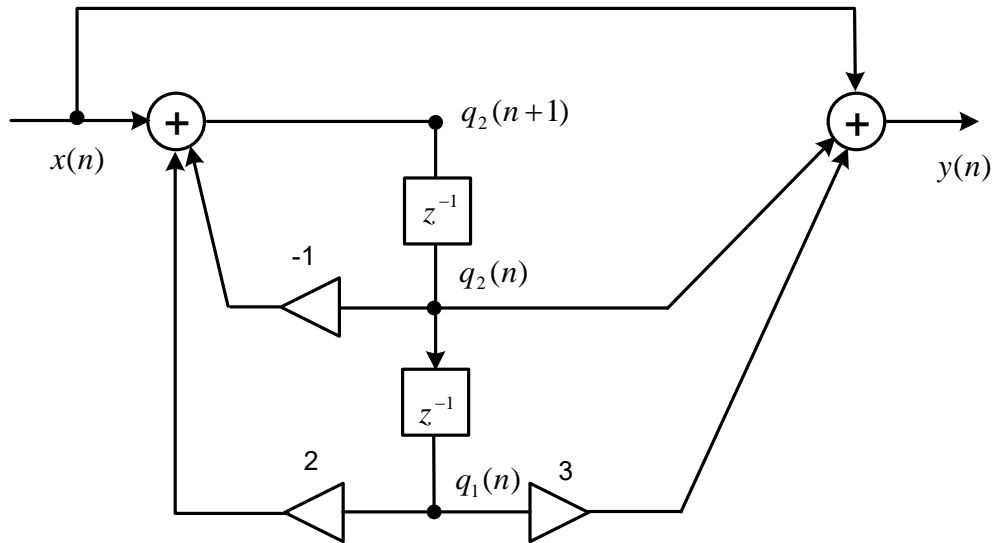 +
q₂(n+1)
+
x(n)
y(n)
z⁻¹
-1
q₂(n)
z⁻¹
2
q₁(n)
3